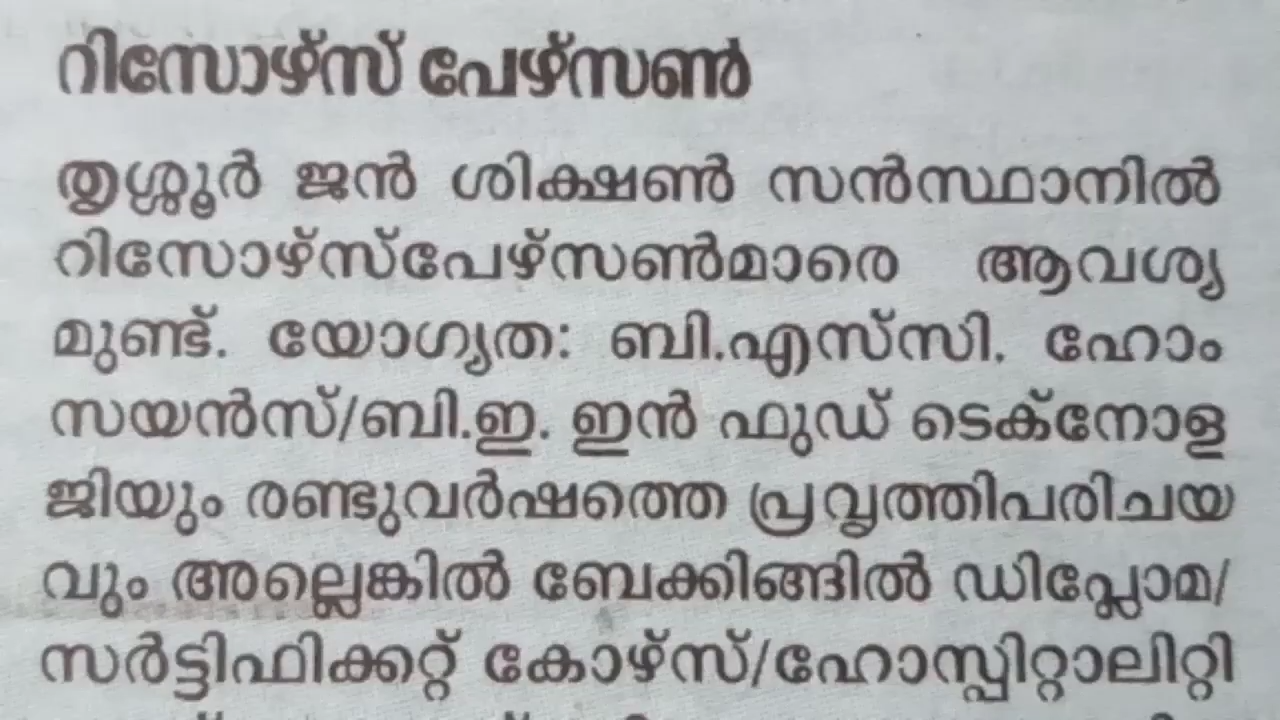 റിസോഴ്സ് പേഴ്സൺ
തൃശ്ശൂർ ജൻ ശിക്ഷൺ സൻസ്ഥാനിൽ
റിസോഴ്സ്പേഴ്സൺമാരെ ആവശ്യ
മുണ്ട്. യോഗ്യത: ബി.എസ്സി. ഹോം
സയൻസ്/ബി.ഇ. ഇൻ ഫുഡ് ടെക്നോള
ജിയും രണ്ടുവർഷത്തെ പ്രവൃത്തിപരിചയ
വും അല്ലെങ്കിൽ ബേക്കിങ്ങിൽ ഡിപ്ലോമ/
സർട്ടിഫിക്കറ്റ് കോഴ്സ്/ഹോസ്പിറ്റാലിറ്റി